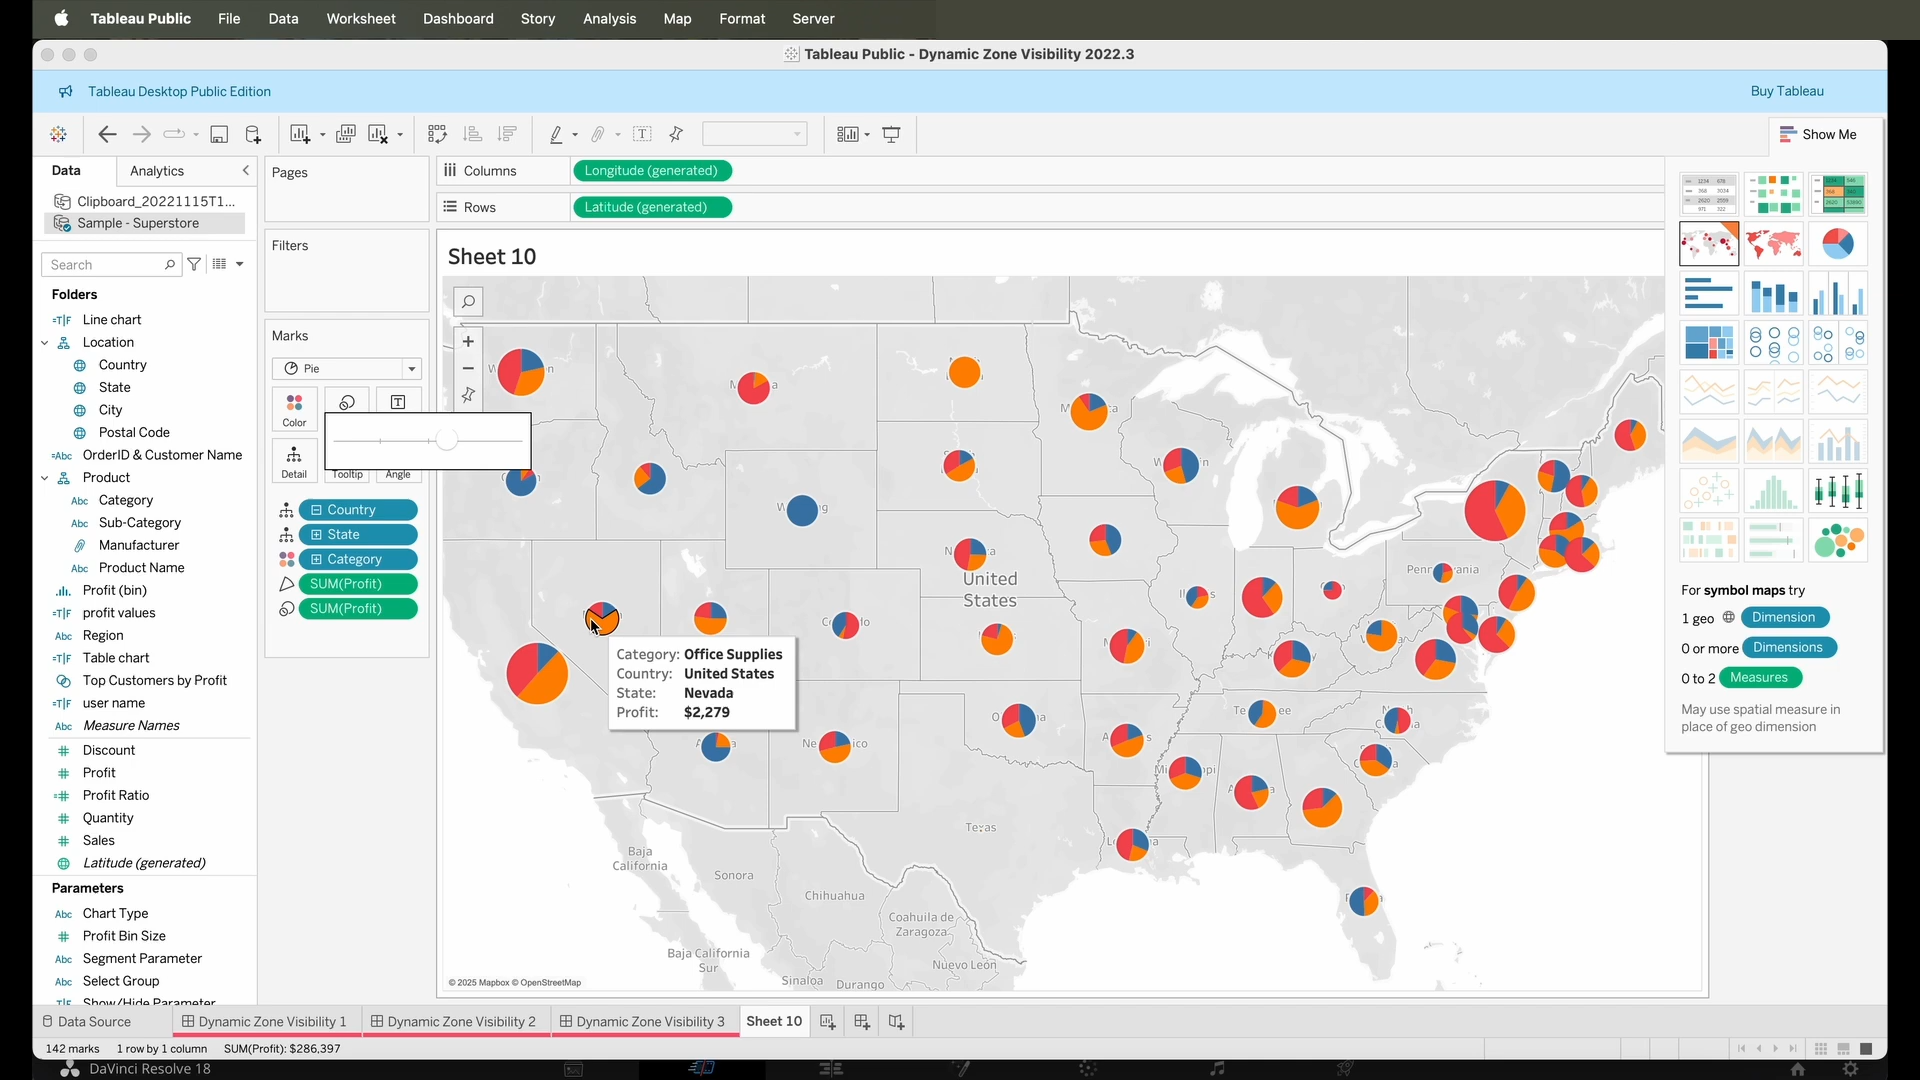 Tableau Public File Data Worksheet Dashboard Story Analysis Map Format Server
Tableau Public - Dynamic Zone Visibility 2022.3
Tableau Desktop Public Edition
Buy Tableau
Show Me
Data
Analytics
Clipboard_20221115T1...
Sample - Superstore
Search
Folders
Line chart
Location
Country
State
City
Postal Code
OrderID & Customer Name
Product
Category
Sub-Category
Manufacturer
Product Name
Profit (bin)
profit values
Region
Table chart
Top Customers by Profit
user name
Measure Names
Discount
Profit
Profit Ratio
Quantity
Sales
Latitude (generated)
Parameters
Chart Type
Profit Bin Size
Segment Parameter
Select Group
Show/Hide Parameter
Pages
Filters
Marks
Pie
Color
Detail
Tooltip
Angle
Country
State
Category
SUM(Profit)
SUM(Profit)
Columns
Longitude (generated)
Rows
Latitude (generated)
Sheet 10
United
States
Texas
Baja
California
Sonora
Chihuahua
Coahuila de
Zaragoza
Baja California
Sur
Sinaloa
Durango
Nuevo León
Category: Office Supplies
Country: United States
State: Nevada
Profit: $2,279
© 2025 Mapbox © OpenStreetMap
For symbol maps try
1 geo Dimension
0 or more Dimensions
0 to 2 Measures
May use spatial measure in
place of geo dimension
Data Source
Dynamic Zone Visibility 1
Dynamic Zone Visibility 2
Dynamic Zone Visibility 3
Sheet 10
142 marks 1 row by 1 column SUM(Profit): $286,397
DaVinci Resolve 18